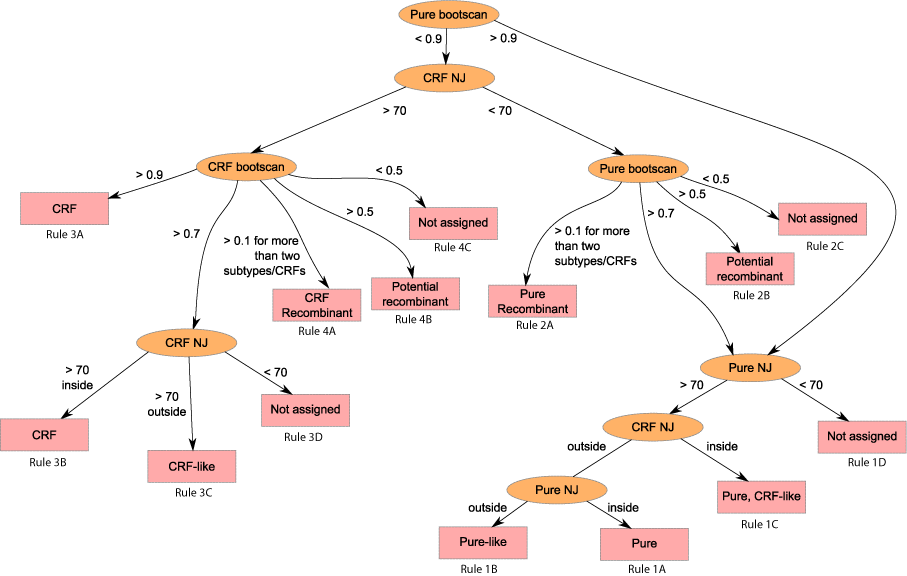 Pure bootscan
< 0.9
> 0.9
CRF NJ
> 70
< 70
CRF bootscan
Pure bootscan
> 0.9
< 0.5
< 0.5
CRF
Rule 3A
> 0.7
> 0.1 for more
than two
subtypes/CRFs
> 0.5
Not assigned
Rule 4C
> 0.1 for more
than two
subtypes/CRFs
> 0.7
> 0.5
Not assigned
Rule 2C
CRF
Recombinant
Rule 4A
Potential
recombinant
Rule 4B
Pure
Recombinant
Rule 2A
Potential
recombinant
Rule 2B
CRF NJ
Pure NJ
> 70
inside
> 70
outside
< 70
> 70
< 70
CRF
Rule 3B
CRF-like
Rule 3C
Not assigned
Rule 3D
CRF NJ
Not assigned
Rule 1D
outside
inside
Pure NJ
Pure, CRF-like
Rule 1C
outside
inside
Pure-like
Rule 1B
Pure
Rule 1A